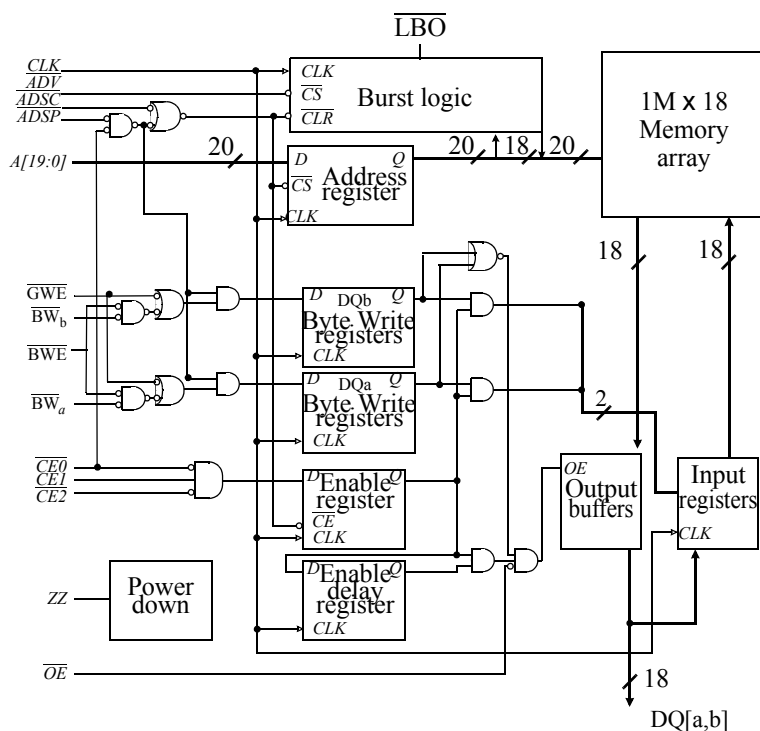 LBO
CLK
ADV
ADSC
ADSP
CLK
CS
CLR
Burst logic
1M x 18
Memory
array
A[19:0]
20
D
Q
Address
register
CS
CLK
20
18
20
18
18
GWE
BWb
BWE
BWa
D
DQb
Q
Byte Write
registers
CLK
D
DQa
Q
Byte Write
registers
CLK
2
CE0
CE1
CE2
D
Q
Enable
register
CE
CLK
OE
Output
buffers
Input
registers
CLK
D
Q
Enable
delay
register
CLK
ZZ
Power
down
OE
18
DQ[a,b]